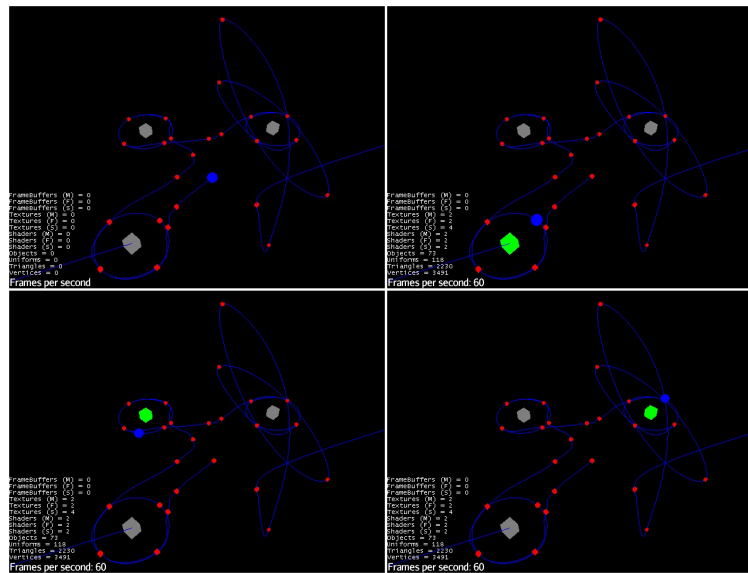 FrameBuffers (M) = 0
FrameBuffers (F) = 0
FrameBuffers (S) = 0
Textures (M) = 0
Textures (F) = 0
Textures (S) = 0
Shaders (M) = 0
Shaders (F) = 0
Shaders (S) = 0
Objects = 0
Uniforms = 0
Triangles = 0
Vertices = 0
Frames per second
FrameBuffers (M) = 0
FrameBuffers (F) = 0
FrameBuffers (S) = 0
Textures (M) = 2
Textures (F) = 2
Textures (S) = 4
Shaders (M) = 2
Shaders (F) = 2
Shaders (S) = 2
Objects = 73
Uniforms = 118
Triangles = 2230
Vertices = 3491
Frames per second: 60
FrameBuffers (M) = 0
FrameBuffers (F) = 0
FrameBuffers (S) = 0
Textures (M) = 2
Textures (F) = 2
Textures (S) = 4
Shaders (M) = 2
Shaders (F) = 2
Shaders (S) = 2
Objects = 73
Uniforms = 118
Triangles = 2230
Vertices = 3491
Frames per second: 60
FrameBuffers (M) = 0
FrameBuffers (F) = 0
FrameBuffers (S) = 0
Textures (M) = 2
Textures (F) = 2
Textures (S) = 4
Shaders (M) = 2
Shaders (F) = 2
Shaders (S) = 2
Objects = 73
Uniforms = 118
Triangles = 2230
Vertices = 3491
Frames per second: 60